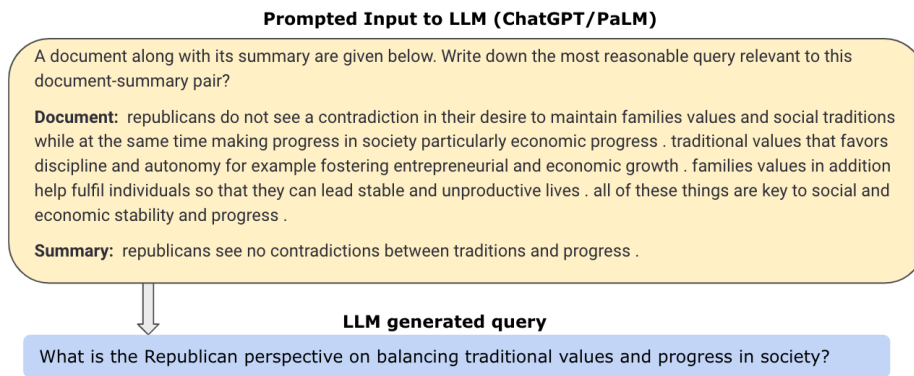 Prompted Input to LLM (ChatGPT/PaLM)
A document along with its summary are given below. Write down the most reasonable query relevant to this
document-summary pair?
Document: republicans do not see a contradiction in their desire to maintain families values and social traditions
while at the same time making progress in society particularly economic progress . traditional values that favors
discipline and autonomy for example fostering entrepreneurial and economic growth . families values in addition
help fulfil individuals so that they can lead stable and unproductive lives . all of these things are key to social and
economic stability and progress .
Summary: republicans see no contradictions between traditions and progress .
LLM generated query
What is the Republican perspective on balancing traditional values and progress in society?